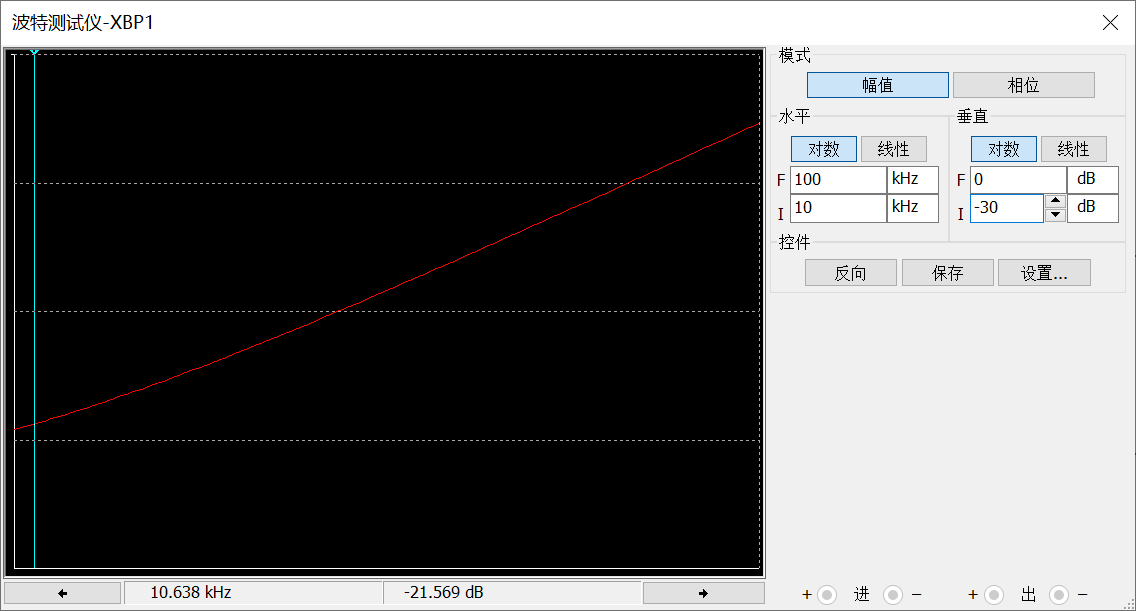 波特测试仪-XBP1
模式
幅值 相位
水平 垂直
对数 线性 对数 线性
F 100 kHz F 0 dB
I 10 kHz I -30 dB
控件
反向 保存 设置...
10.638 kHz -21.569 dB
+ 进 − + 出 −